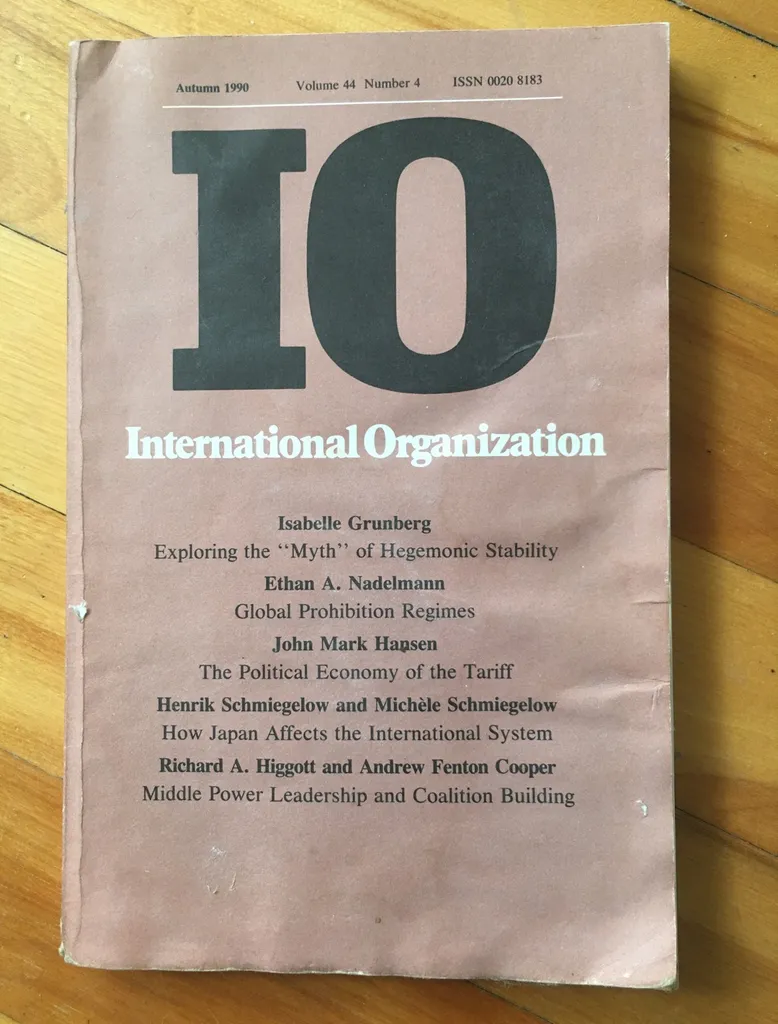 Autumn 1990 Volume 44 Number 4 ISSN 0020 8183
IO
International Organization
Isabelle Grunberg
Exploring the “Myth” of Hegemonic Stability
Ethan A. Nadelmann
Global Prohibition Regimes
John Mark Hansen
The Political Economy of the Tariff
Henrik Schmiegelow and Michèle Schmiegelow
How Japan Affects the International System
Richard A. Higgott and Andrew Fenton Cooper
Middle Power Leadership and Coalition Building